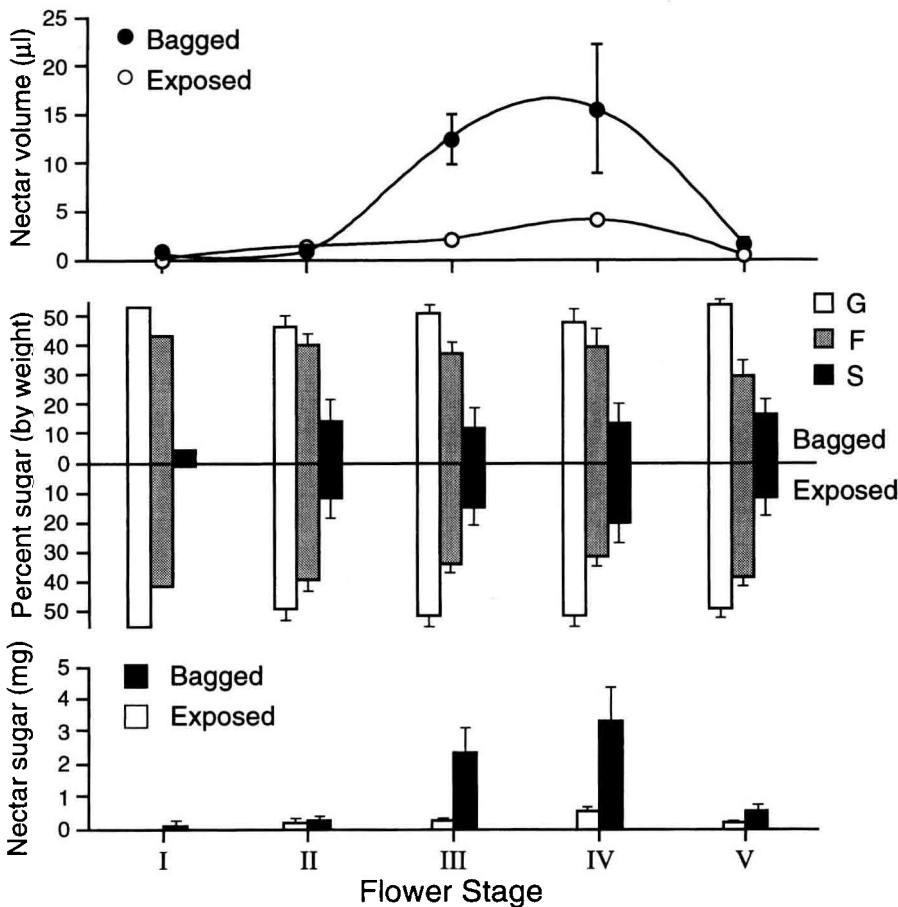 Nectar volume (µl)
25
20
15
10
5
0
Bagged
Exposed
Percent sugar (by weight)
50
40
30
20
10
0
10
20
30
40
50
G
F
S
Bagged
Exposed
Nectar sugar (mg)
5
4
3
2
1
0
Bagged
Exposed
I II III IV V
Flower Stage